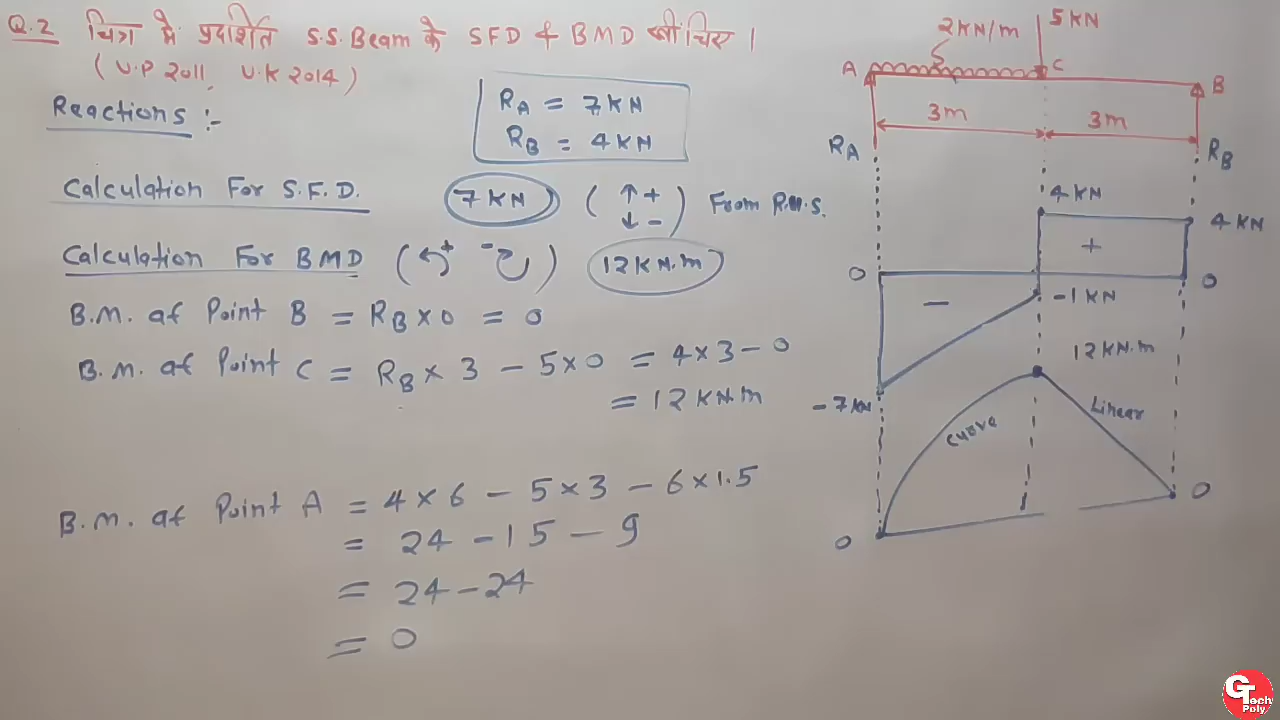 Q.2 चित्र में प्रदर्शित S.S. Beam के SFD & BMD खींचिए।
(U.P 2011, U.K 2014)
Reactions :-
RA = 7KN
RB = 4KN
Calculation For S.F.D. 7KN (↑+ ↓-) From R.H.S.
Calculation For BMD (+ -) 12KN.m
B.M. at Point B = RB×0 = 0
B.M. at Point C = RB×3 - 5×0 = 4×3-0
= 12KN.m
B.M. at Point A = 4×6 - 5×3 - 6×1.5
= 24 - 15 - 9
= 24 - 24
= 0
2KN/m 5KN
A C B
3m 3m
RA RB
4KN 4KN
+
0 0
- -1KN
-7KN
12KN.m
Curve Linear
0 0
GTech
Poly